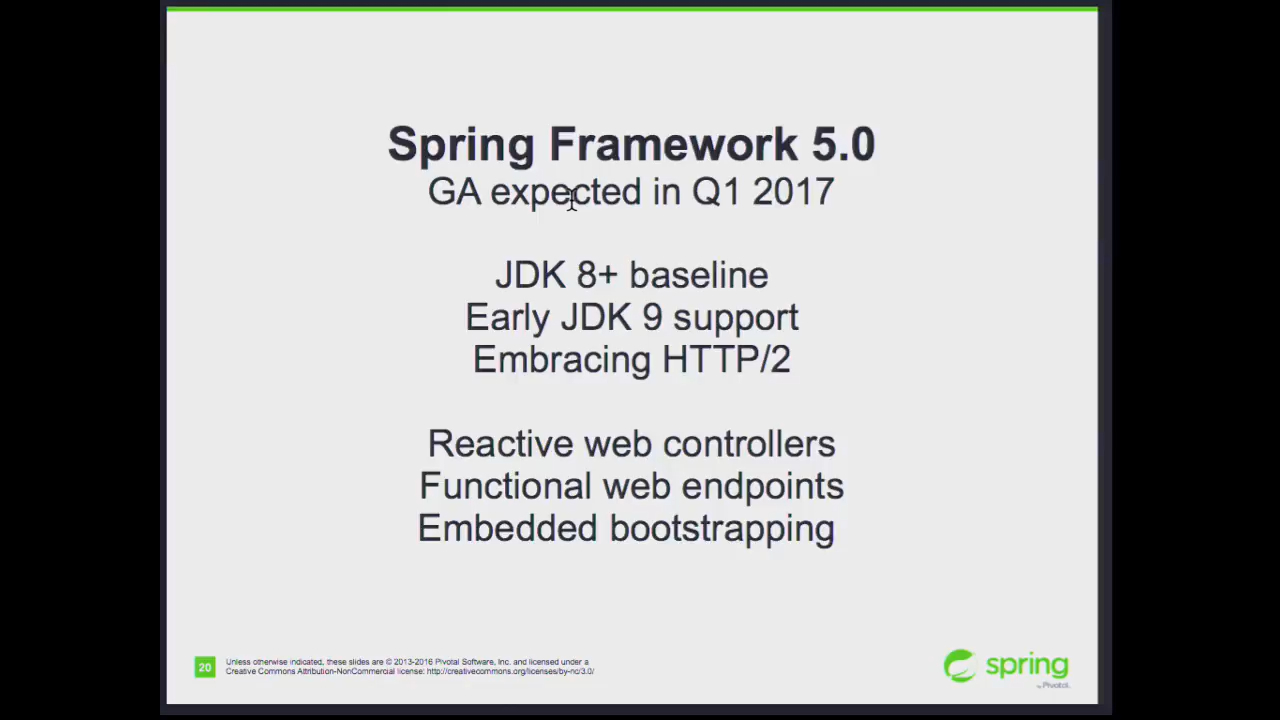 Spring Framework 5.0
GA expected in Q1 2017
JDK 8+ baseline
Early JDK 9 support
Embracing HTTP/2
Reactive web controllers
Functional web endpoints
Embedded bootstrapping
20
Unless otherwise indicated, these slides are © 2013-2016 Pivotal Software, Inc. and licensed under a
Creative Commons Attribution-NonCommercial license: http://creativecommons.org/licenses/by-nc/3.0/
spring
by Pivotal.